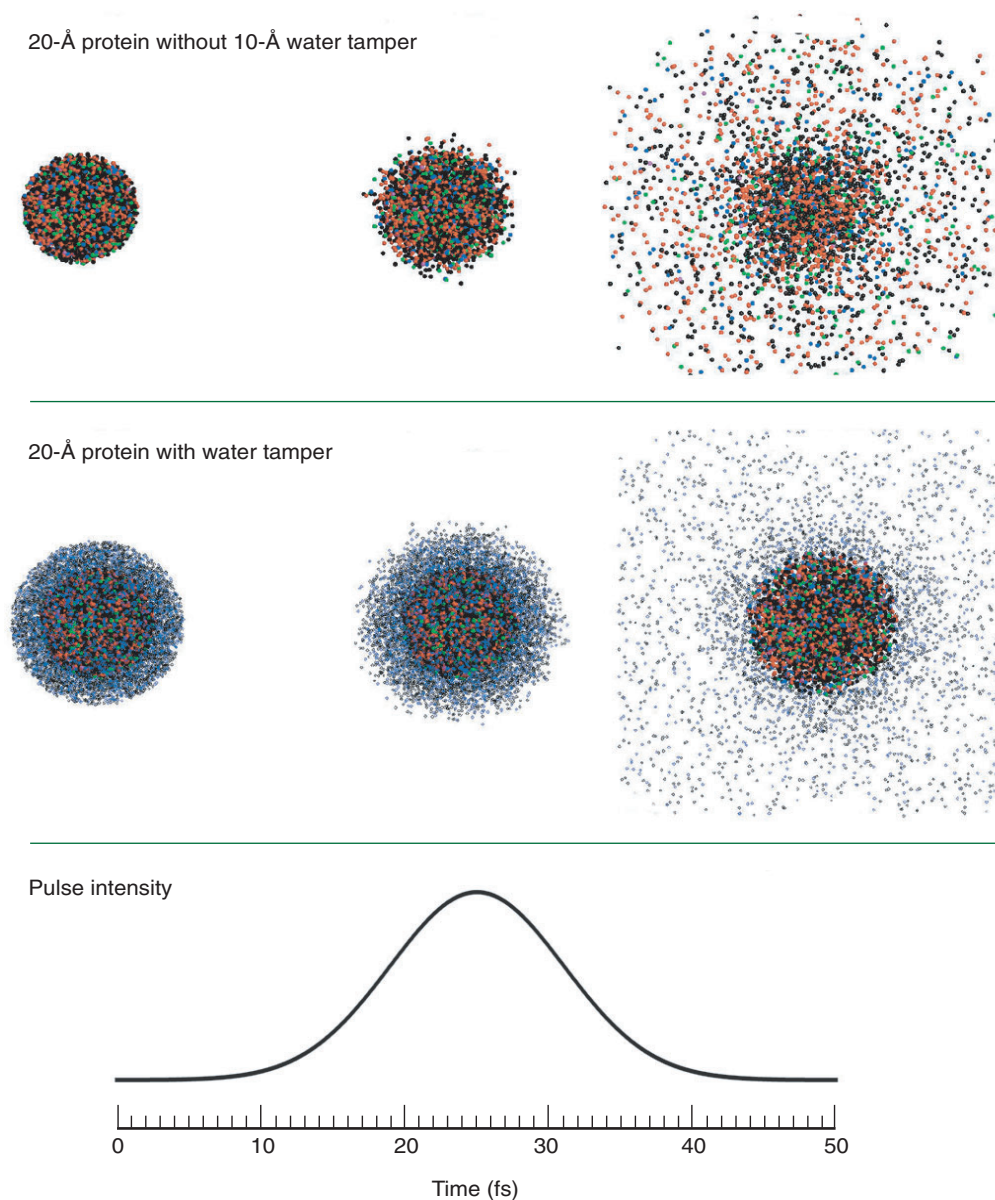 20-Å protein without 10-Å water tamper
20-Å protein with water tamper
Pulse intensity
0 10 20 30 40 50
Time (fs)